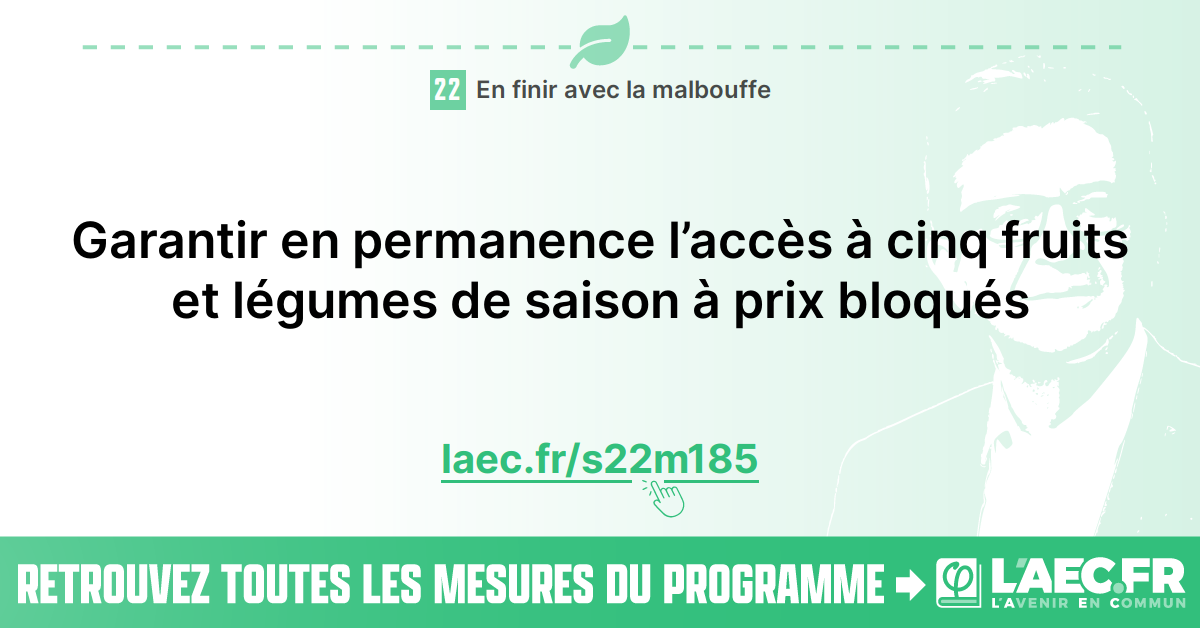 22 En finir avec la malbouffe
Garantir en permanence l’accès à cinq fruits
et légumes de saison à prix bloqués
laec.fr/s22m185
RETROUVEZ TOUTES LES MESURES DU PROGRAMME
φ L'AEC.FR
L'AVENIR EN COMMUN